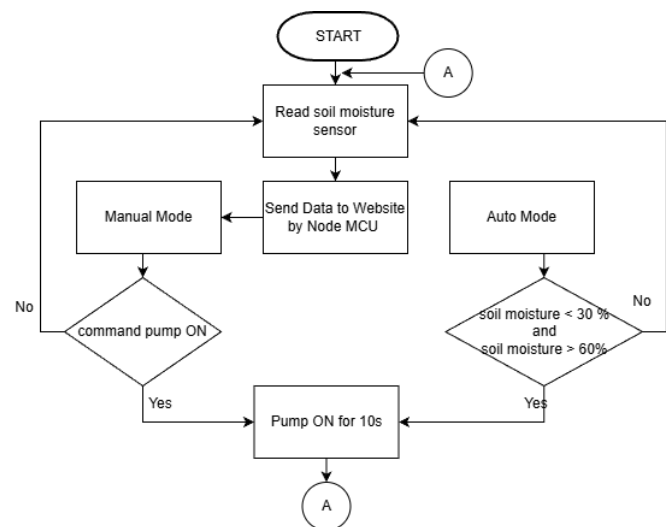 START
A
Read soil moisture
sensor
Manual Mode
Send Data to Website
by Node MCU
Auto Mode
No
command pump ON
soil moisture < 30 %
and
soil moisture > 60%
No
Yes
Pump ON for 10s
Yes
A